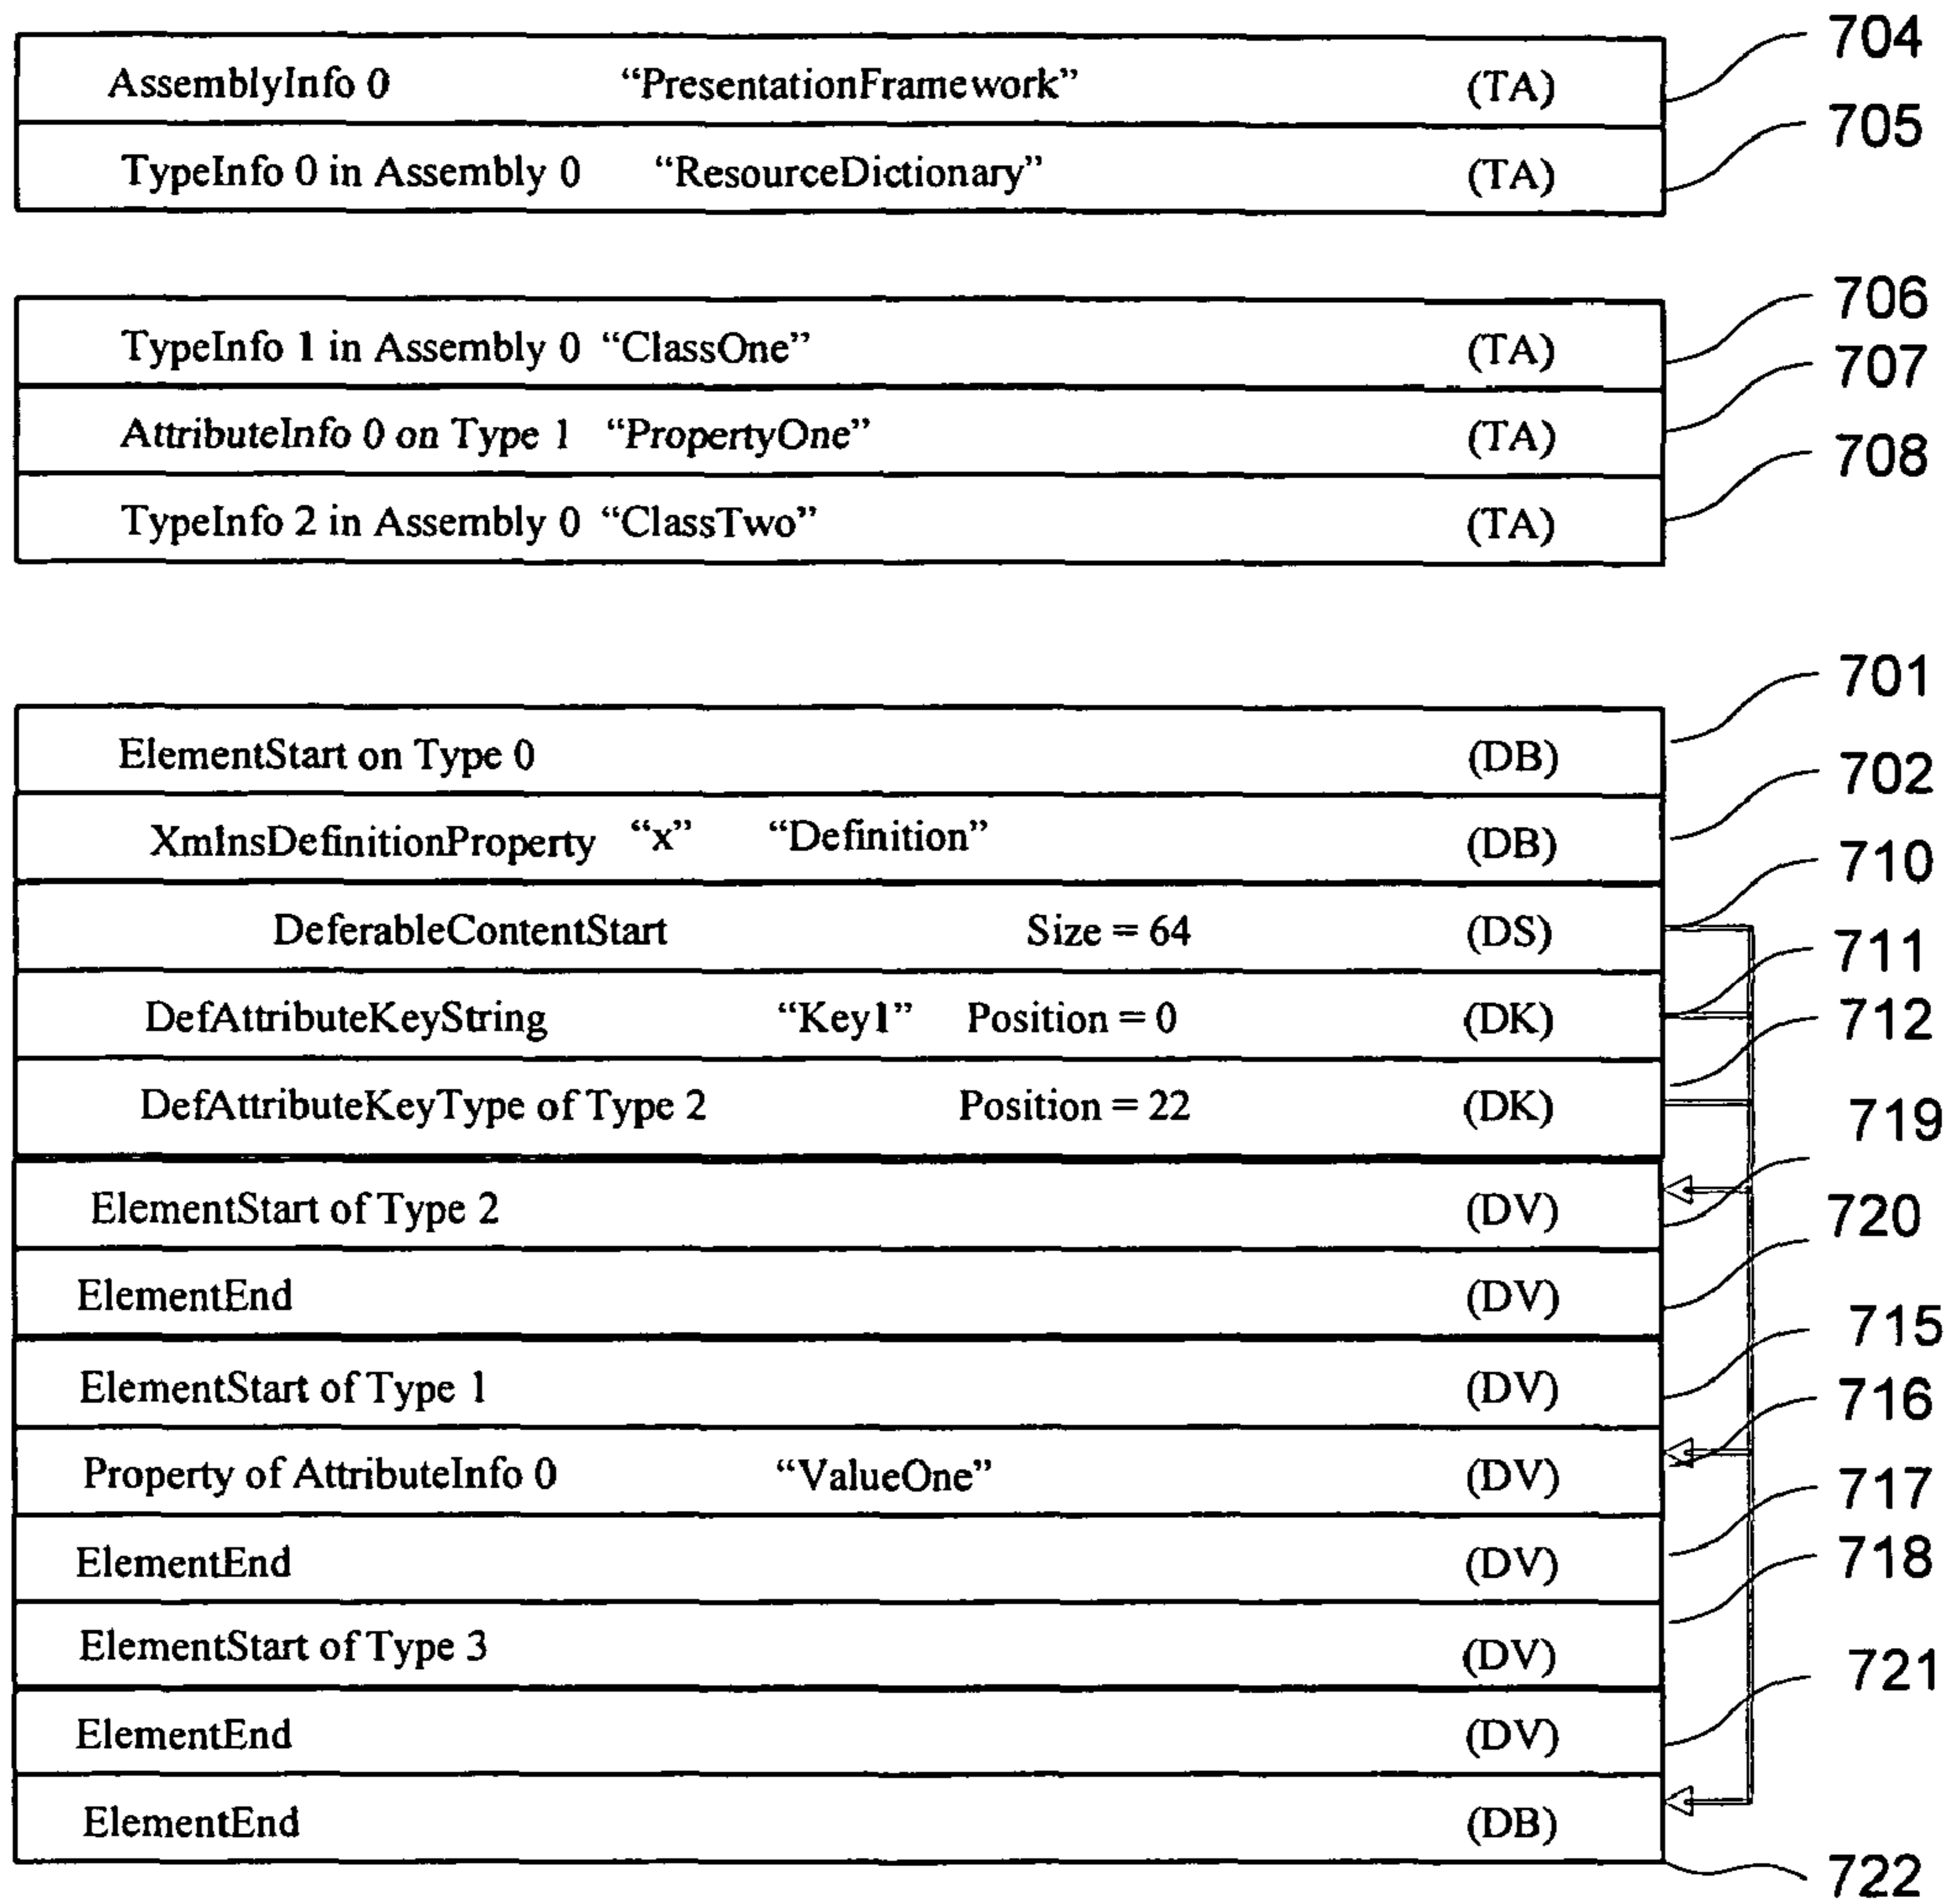 AssemblyInfo 0 “PresentationFramework” (TA) 704
TypeInfo 0 in Assembly 0 “ResourceDictionary” (TA) 705
TypeInfo 1 in Assembly 0 “ClassOne” (TA) 706
AttributeInfo 0 on Type 1 “PropertyOne” (TA) 707
TypeInfo 2 in Assembly 0 “ClassTwo” (TA) 708
ElementStart on Type 0 (DB) 701
XmlnsDefinitionProperty “x” “Definition” (DB) 702
DeferableContentStart Size = 64 (DS) 710
DefAttributeKeyString “Key1” Position = 0 (DK) 711
DefAttributeKeyType of Type 2 Position = 22 (DK) 712
ElementStart of Type 2 (DV) 719
ElementEnd (DV) 720
ElementStart of Type 1 (DV) 715
Property of AttributeInfo 0 “ValueOne” (DV) 716
ElementEnd (DV) 717
ElementStart of Type 3 (DV) 718
ElementEnd (DV) 721
ElementEnd (DB) 722